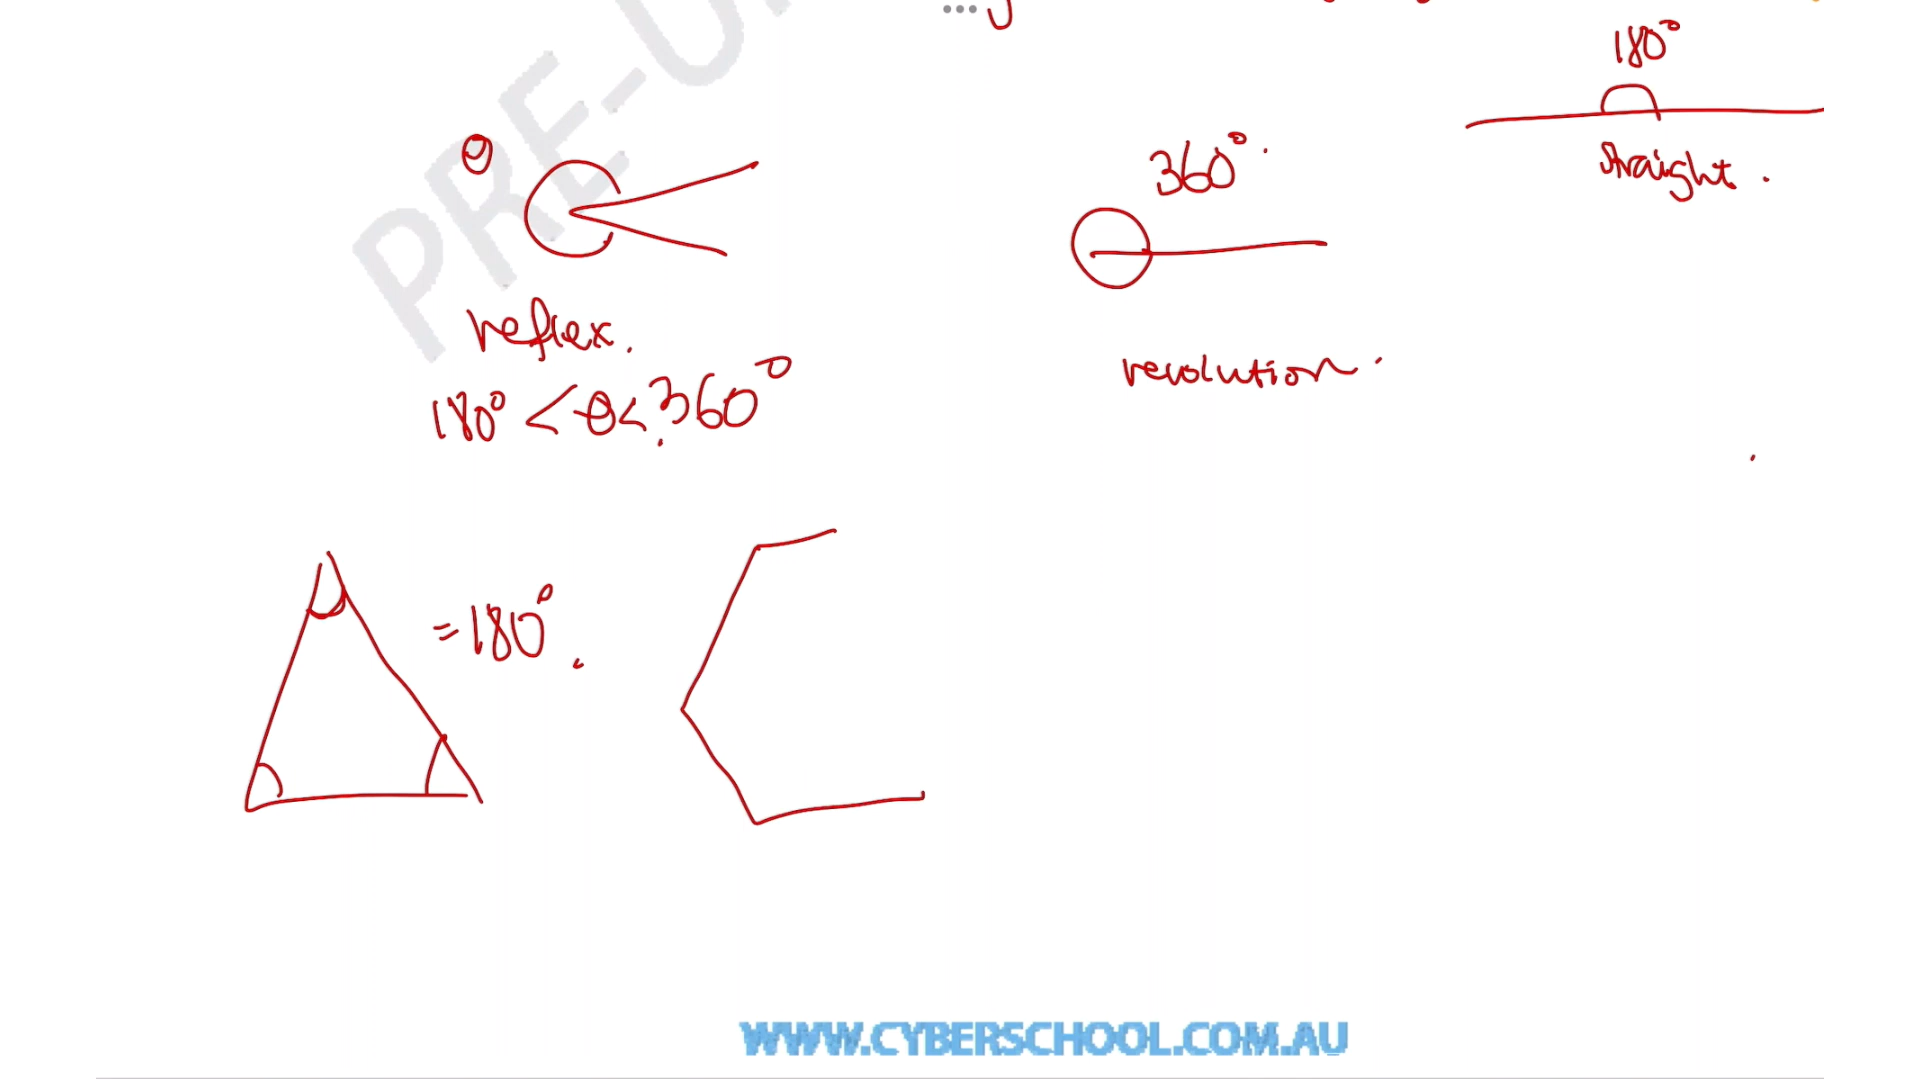 180°
straight.
θ
360°.
reflex.
revolution.
180° < θ < 360°
= 180°.
PRE-U
WWW.CYBERSCHOOL.COM.AU